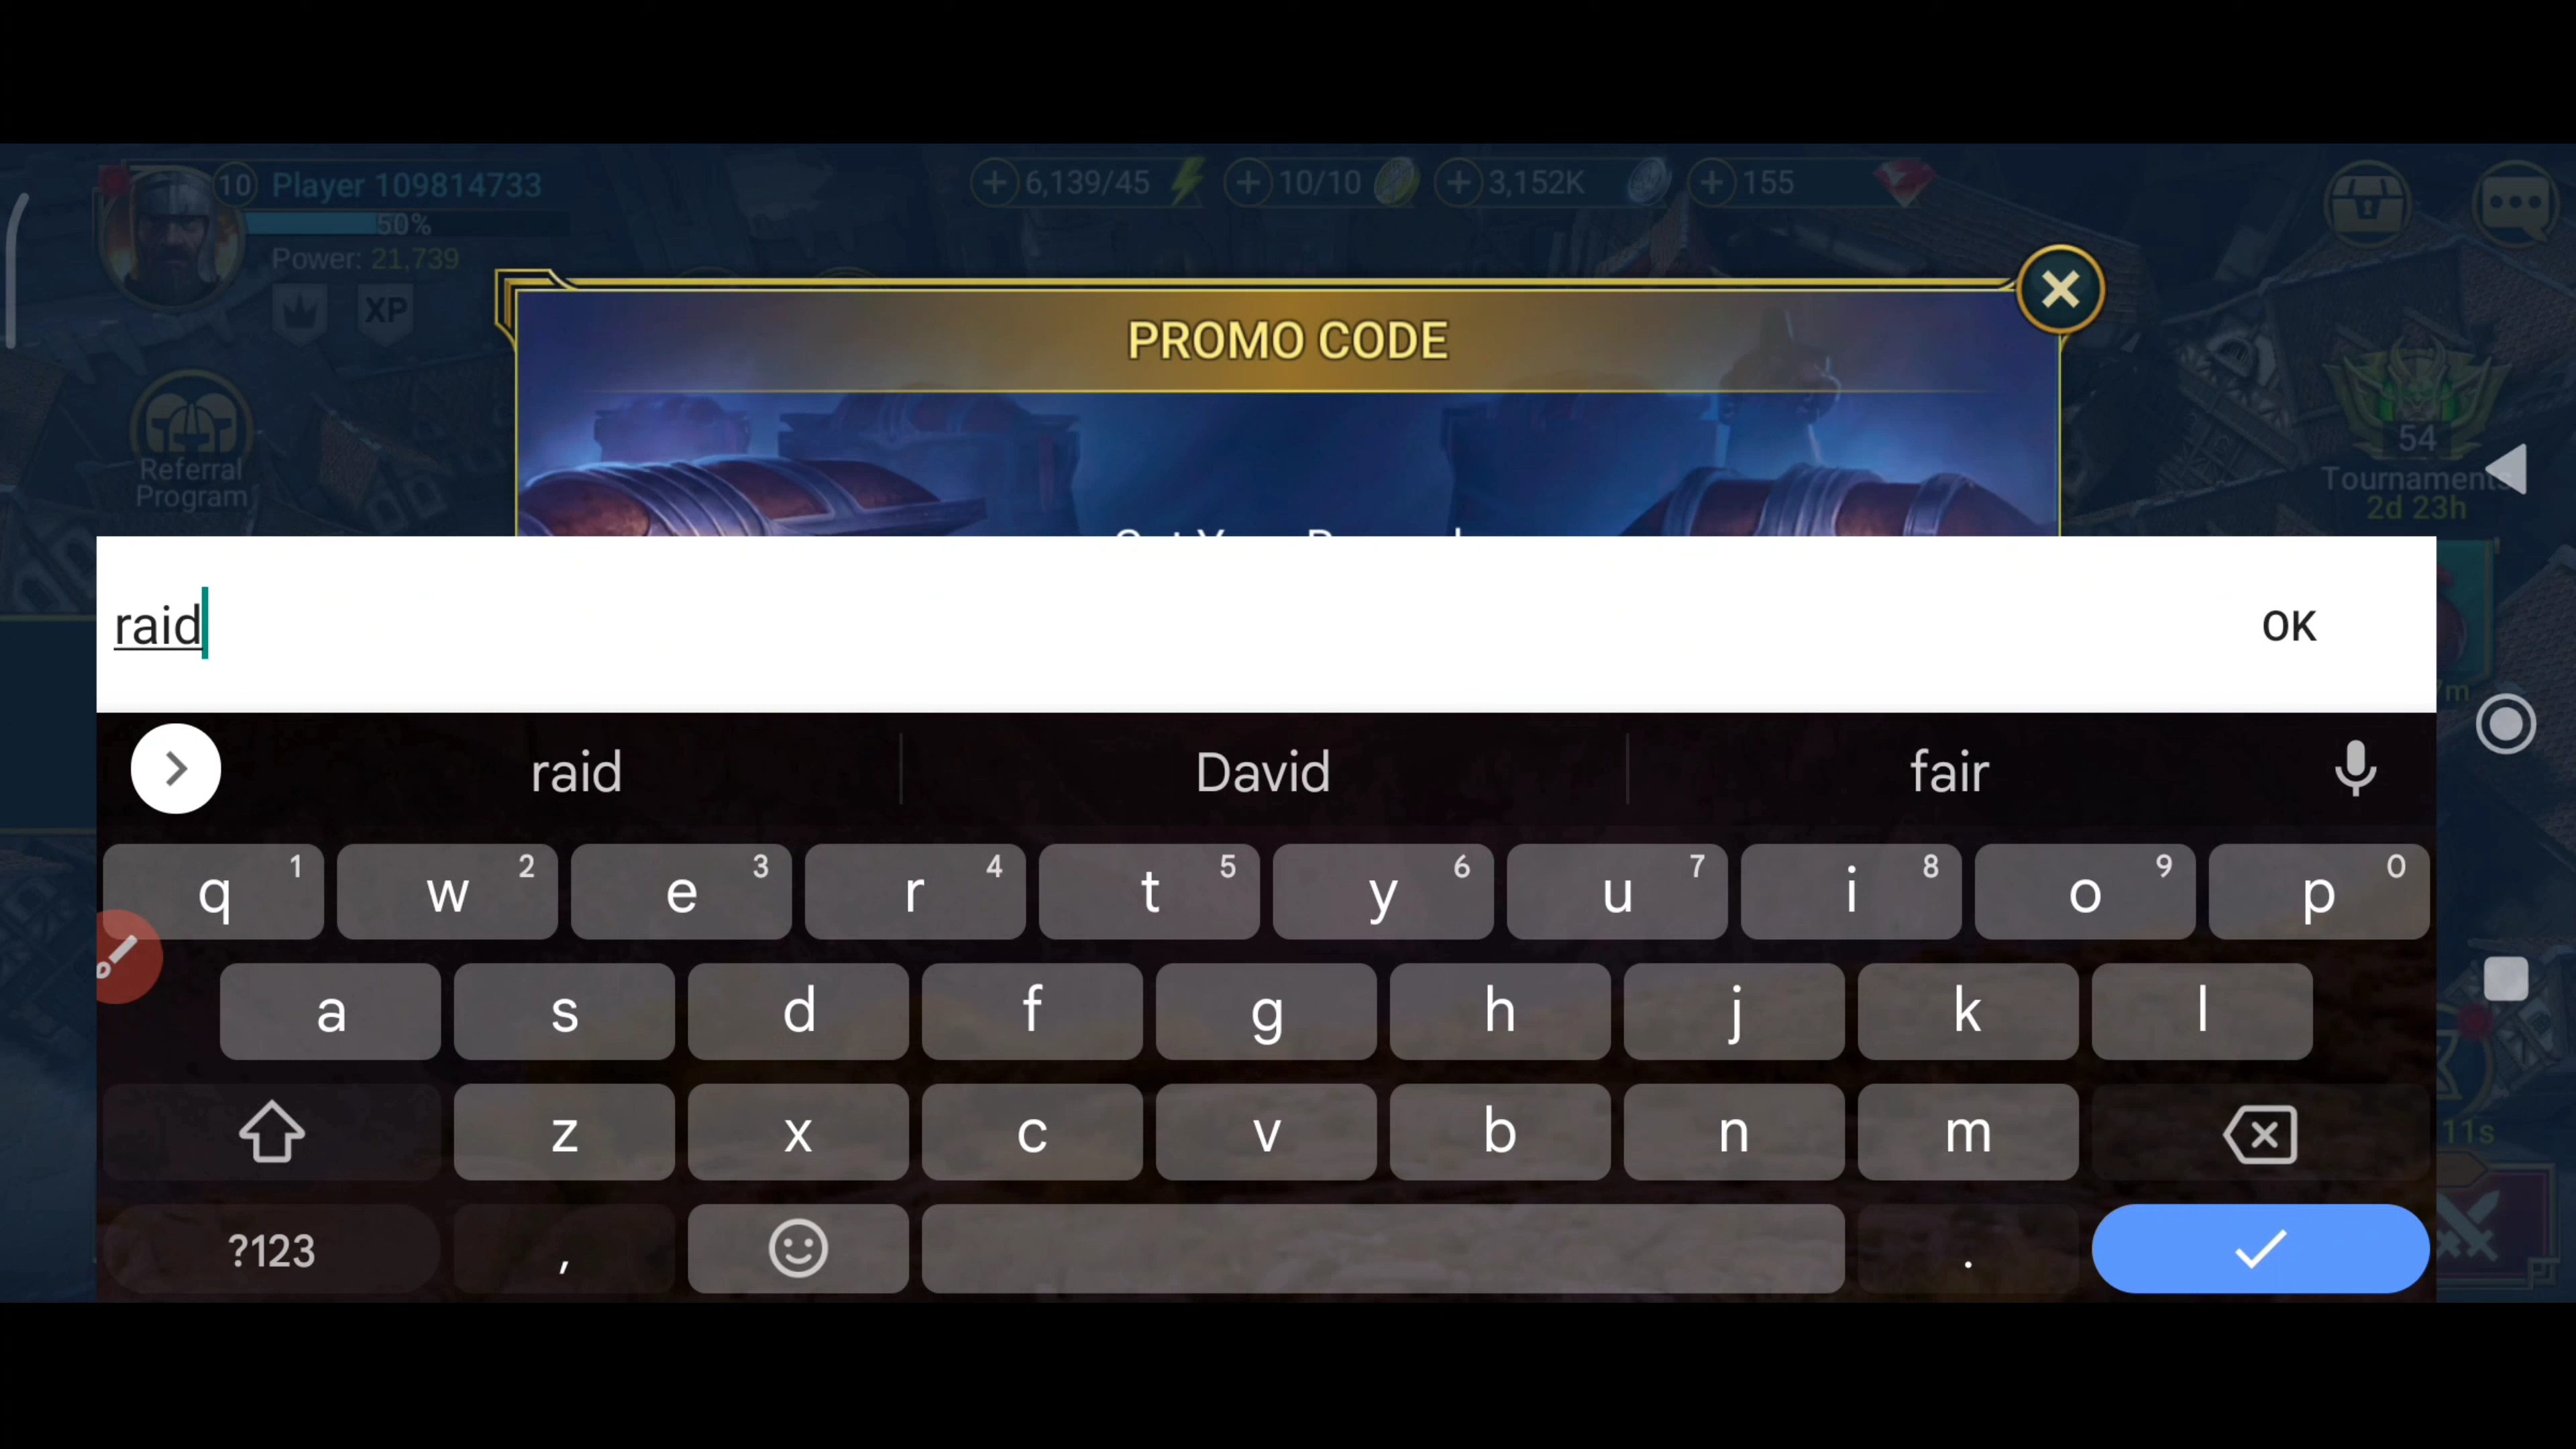 10 Player 109814733
50%
Power: 21,739
XP
6,139/45
10/10
3,152K
155
Referral
Program
PROMO CODE
54
Tournaments
2d 23h
raid
OK
raid David fair
q 1 w 2 e 3 r 4 t 5 y 6 u 7 i 8 o 9 p 0
a s d f g h j k l
z x c v b n m
11s
?123 , .